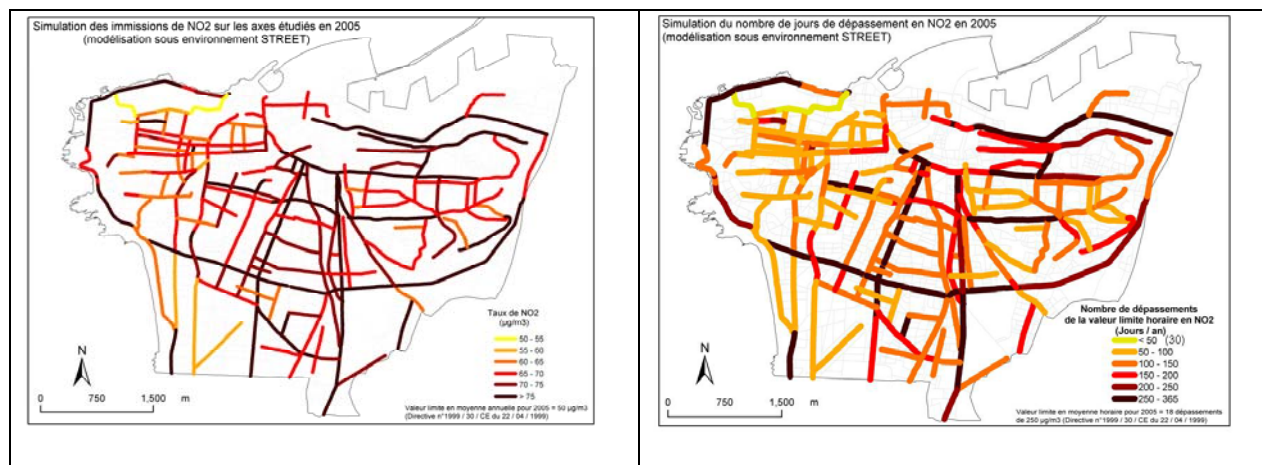 Simulation des immissions de NO2 sur les axes étudiés en 2005
(modélisation sous environnement STREET)
Taux de NO2
(µg/m3)
50 - 55
55 - 60
60 - 65
65 - 70
70 - 75
> 75
N
0 750 1,500 m
Valeur limite en moyenne annuelle pour 2005 = 50 µg/m3
(Directive n°1999 / 30 / CE du 22 / 04 / 1999)
Simulation du nombre de jours de dépassement en NO2 en 2005
(modélisation sous environnement STREET)
Nombre de dépassements
de la valeur limite horaire en NO2
(Jours / an)
< 50 (30)
50 - 100
100 - 150
150 - 200
200 - 250
250 - 365
N
0 750 1,500 m
Valeur limite en moyenne horaire pour 2005 = 18 dépassements
de 250 µg/m3 (Directive n°1999 / 30 / CE du 22 / 04 / 1999)